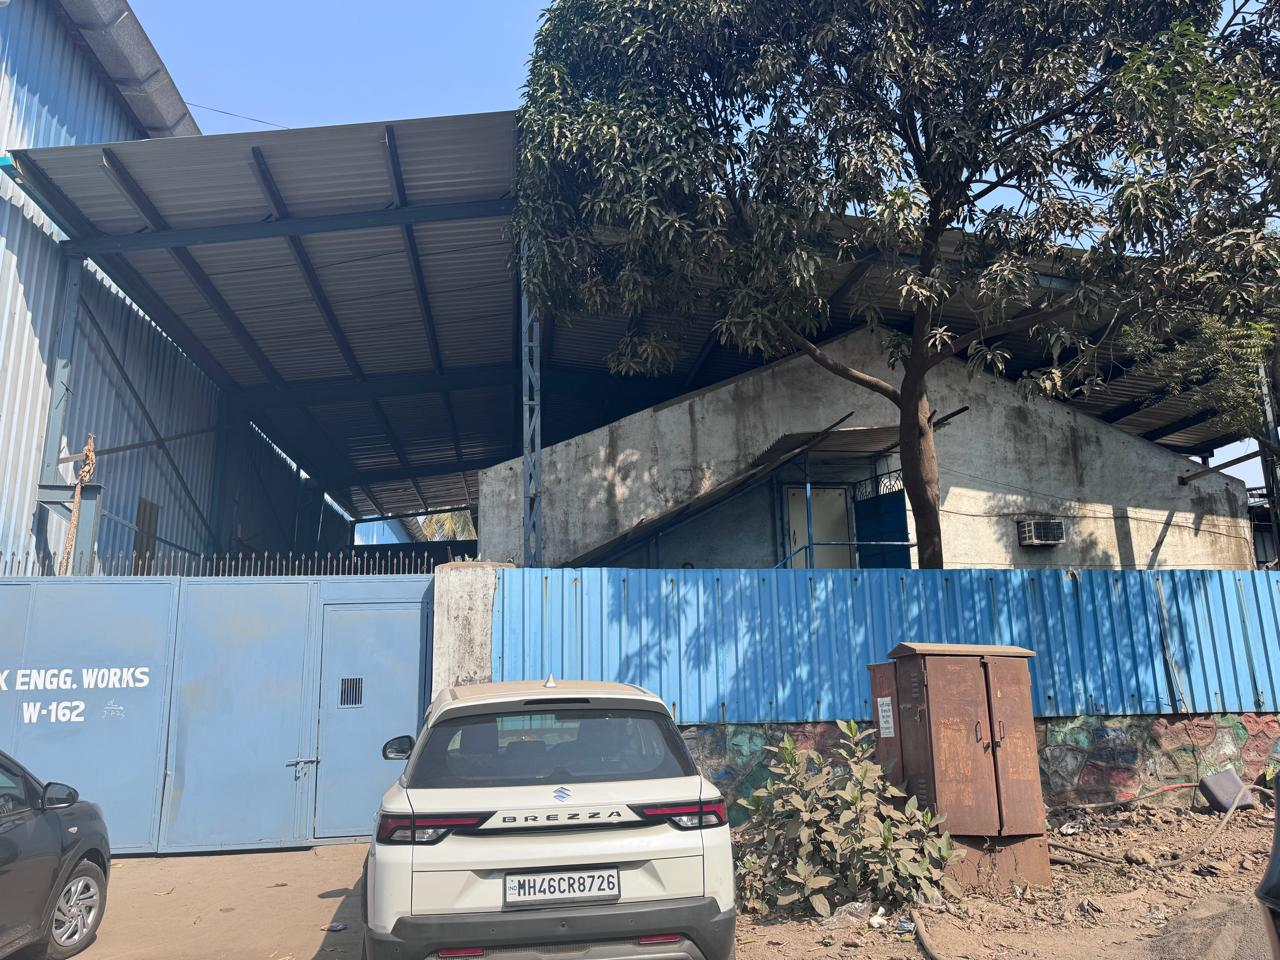 X ENGG. WORKS
W-162
BREZZA
IND
MH46CR8726